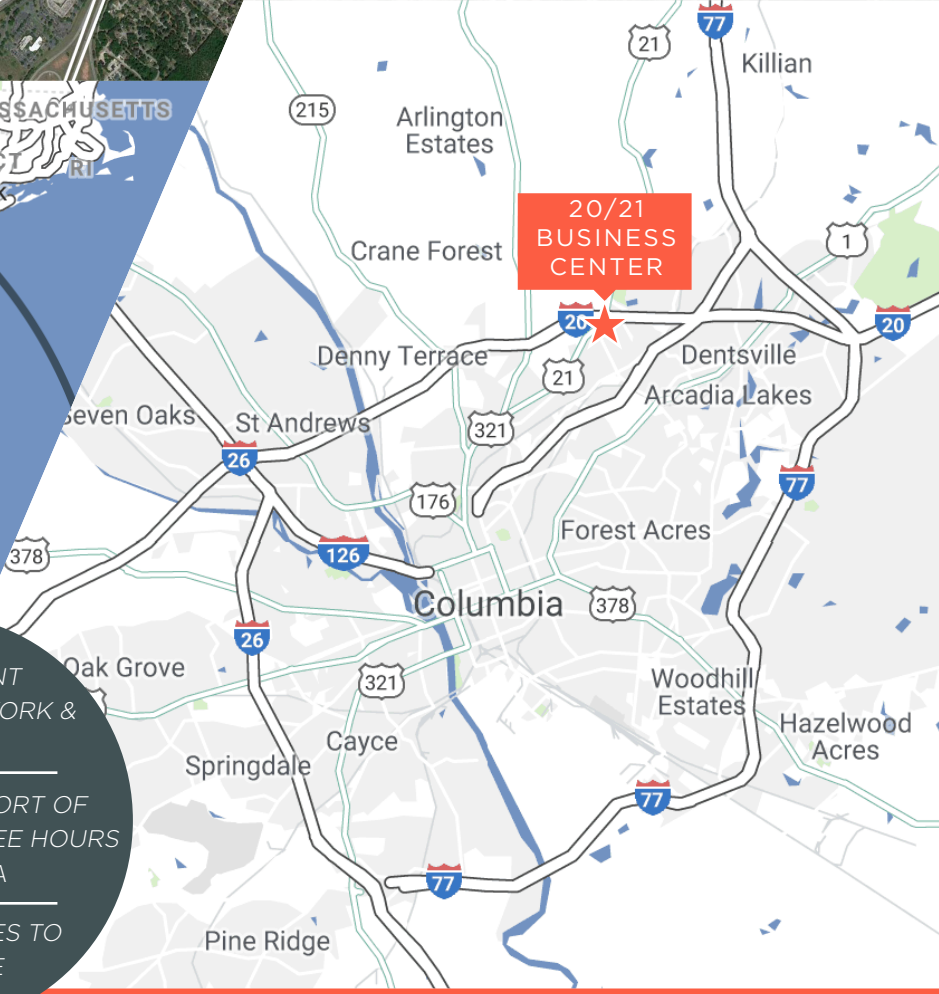 77
21
Killian
SSACHUSETTS
215
Arlington
Estates
CT
RI
20/21
BUSINESS
CENTER
1
Crane Forest
20
20
Denny Terrace
Dentsville
21
Arcadia Lakes
Seven Oaks
St Andrews
321
26
77
176
Forest Acres
378
126
Columbia
378
26
Oak Grove
NT
ORK &
321
Woodhill
Estates
Hazelwood
Acres
Cayce
Springdale
77
ORT OF
EE HOURS
A
77
ES TO
E
Pine Ridge